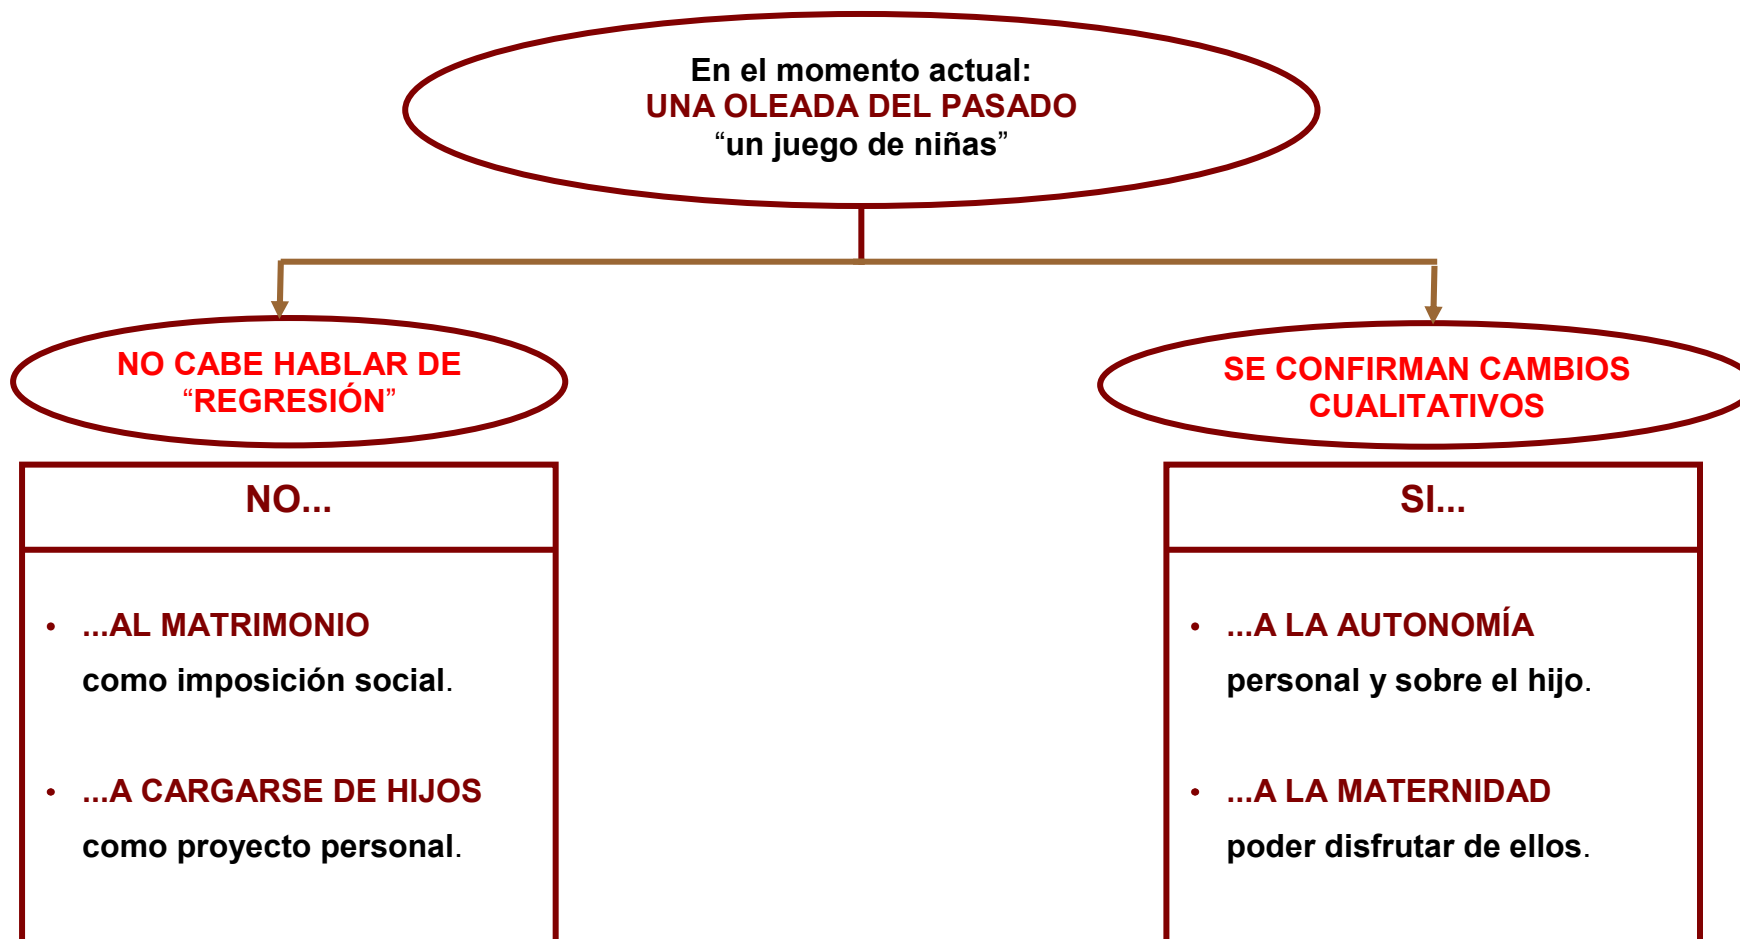 En el momento actual:
UNA OLEADA DEL PASADO
“un juego de niñas”
NO CABE HABLAR DE
“REGRESIÓN”
SE CONFIRMAN CAMBIOS
CUALITATIVOS
NO...
• ...AL MATRIMONIO
como imposición social.
• ...A CARGARSE DE HIJOS
como proyecto personal.
SI...
• ...A LA AUTONOMÍA
personal y sobre el hijo.
• ...A LA MATERNIDAD
poder disfrutar de ellos.